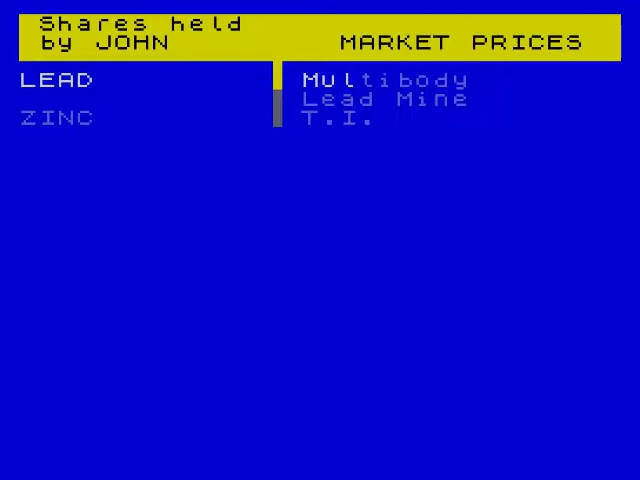 Shares held
by JOHN MARKET PRICES
LEAD Multibody
Lead Mine
ZINC T.I.